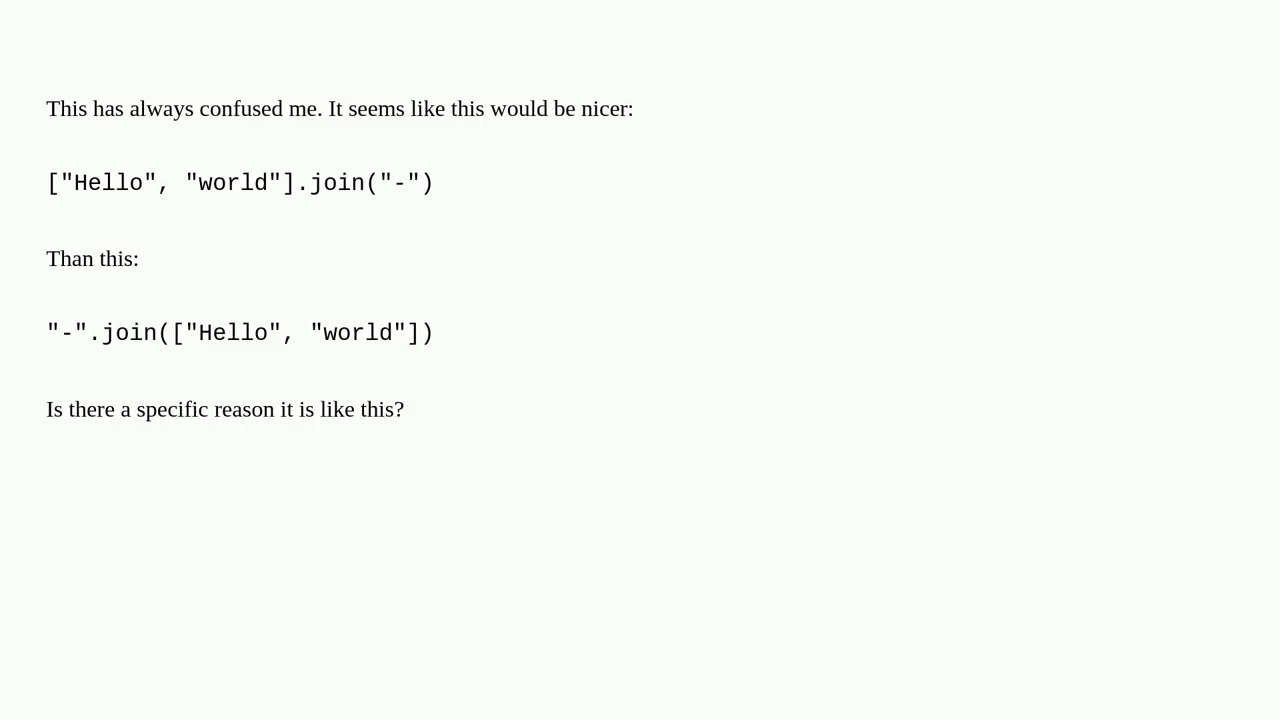 This has always confused me. It seems like this would be nicer:
["Hello", "world"].join("-")
Than this:
"-".join(["Hello", "world"])
Is there a specific reason it is like this?